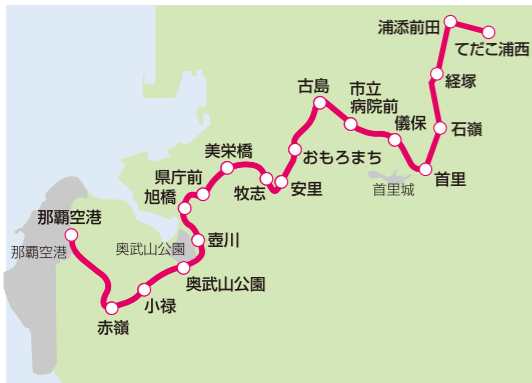 浦添前田
てだこ浦西
経塚
古島
市立
病院前
儀保
石嶺
おもろまち
首里
首里城
美栄橋
牧志
安里
県庁前
旭橋
那覇空港
那覇空港
奥武山公園
壺川
奥武山公園
小禄
赤嶺